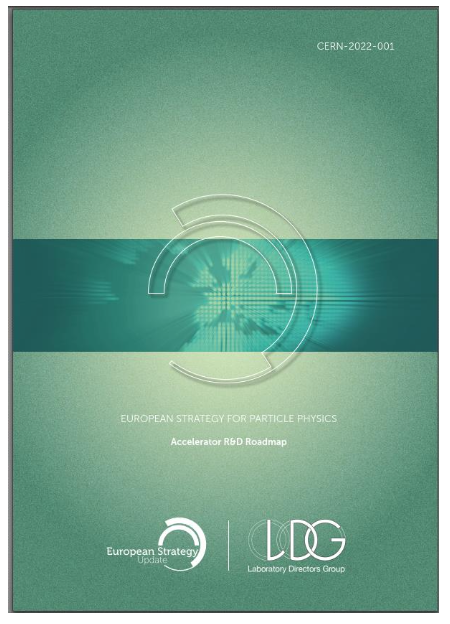 CERN-2022-001
EUROPEAN STRATEGY FOR PARTICLE PHYSICS
Accelerator R&D Roadmap
European Strategy
Update
LDG
Laboratory Directors Group